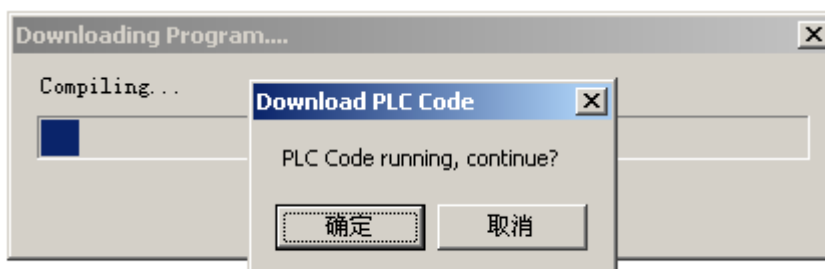 Downloading Program....
Compiling...
Download PLC Code
PLC Code running, continue?
确定
取消